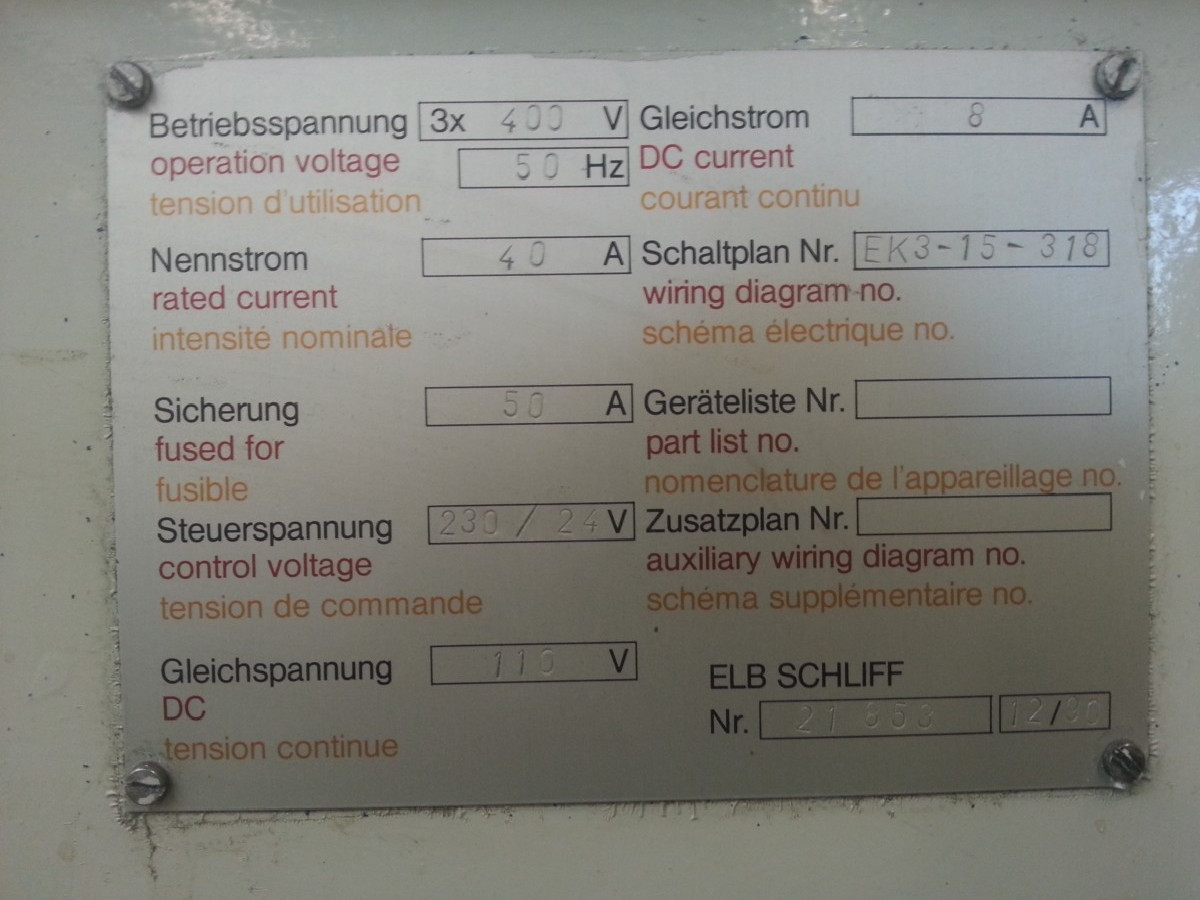 Betriebsspannung 3x 400 V
operation voltage 50 Hz
tension d'utilisation
Nennstrom 40 A
rated current
intensité nominale
Sicherung 50 A
fused for
fusible
Steuerspannung 230 / 24 V
control voltage
tension de commande
Gleichspannung 110 V
DC
tension continue
Gleichstrom 8 A
DC current
courant continu
Schaltplan Nr. EK3-15-318
wiring diagram no.
schéma électrique no.
Geräteliste Nr.
part list no.
nomenclature de l'appareillage no.
Zusatzplan Nr.
auxiliary wiring diagram no.
schéma supplémentaire no.
ELB SCHLIFF
Nr. 21